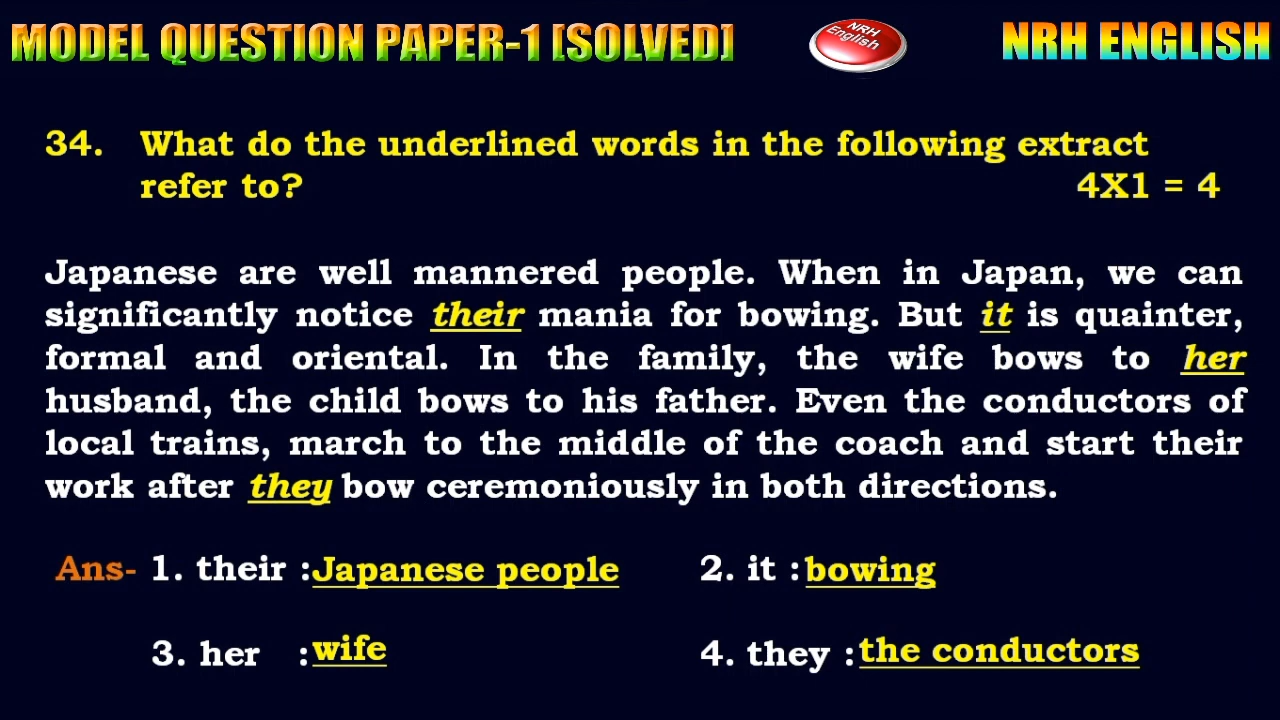 MODEL QUESTION PAPER-1 [SOLVED]
NRH English
NRH ENGLISH
34. What do the underlined words in the following extract
refer to? 4X1 = 4
Japanese are well mannered people. When in Japan, we can
significantly notice their mania for bowing. But it is quainter,
formal and oriental. In the family, the wife bows to her
husband, the child bows to his father. Even the conductors of
local trains, march to the middle of the coach and start their
work after they bow ceremoniously in both directions.
Ans- 1. their :Japanese people 2. it :bowing
3. her :wife 4. they :the conductors